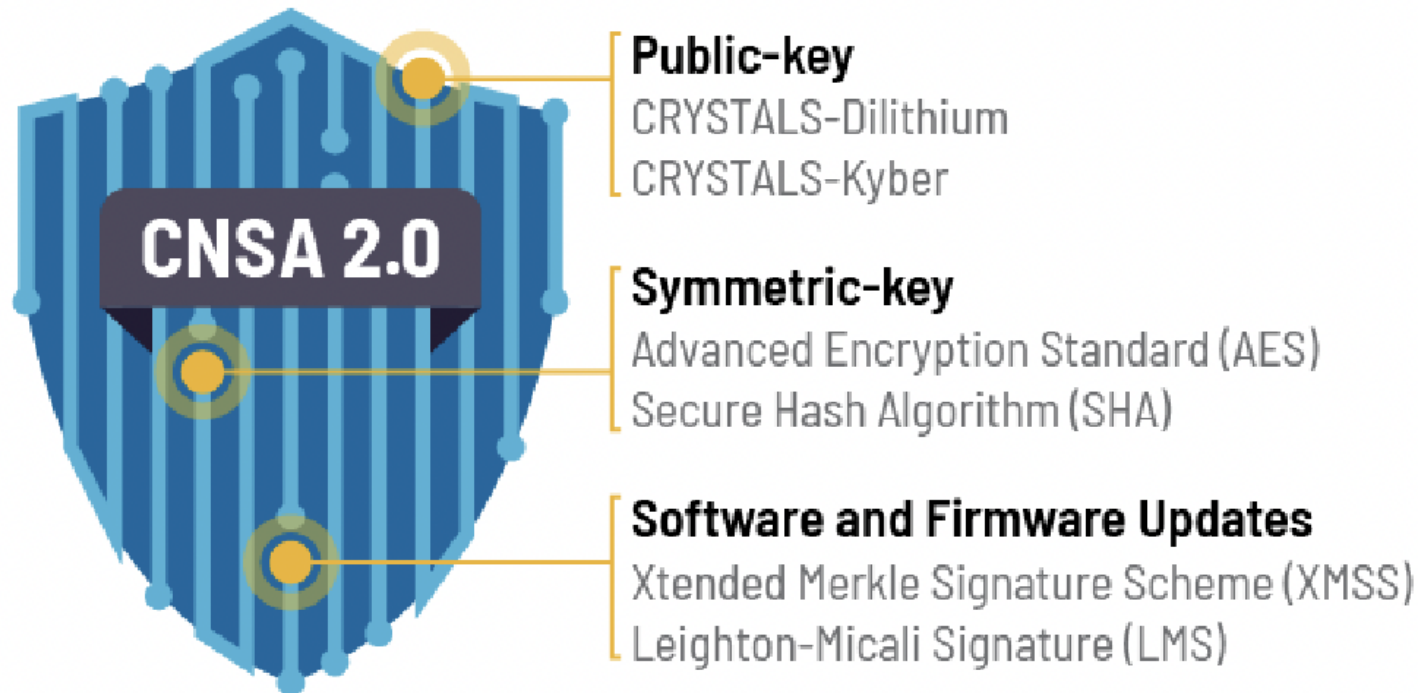 CNSA 2.0
Public-key
CRYSTALS-Dilithium
CRYSTALS-Kyber
Symmetric-key
Advanced Encryption Standard (AES)
Secure Hash Algorithm (SHA)
Software and Firmware Updates
Xtended Merkle Signature Scheme (XMSS)
Leighton-Micali Signature (LMS)